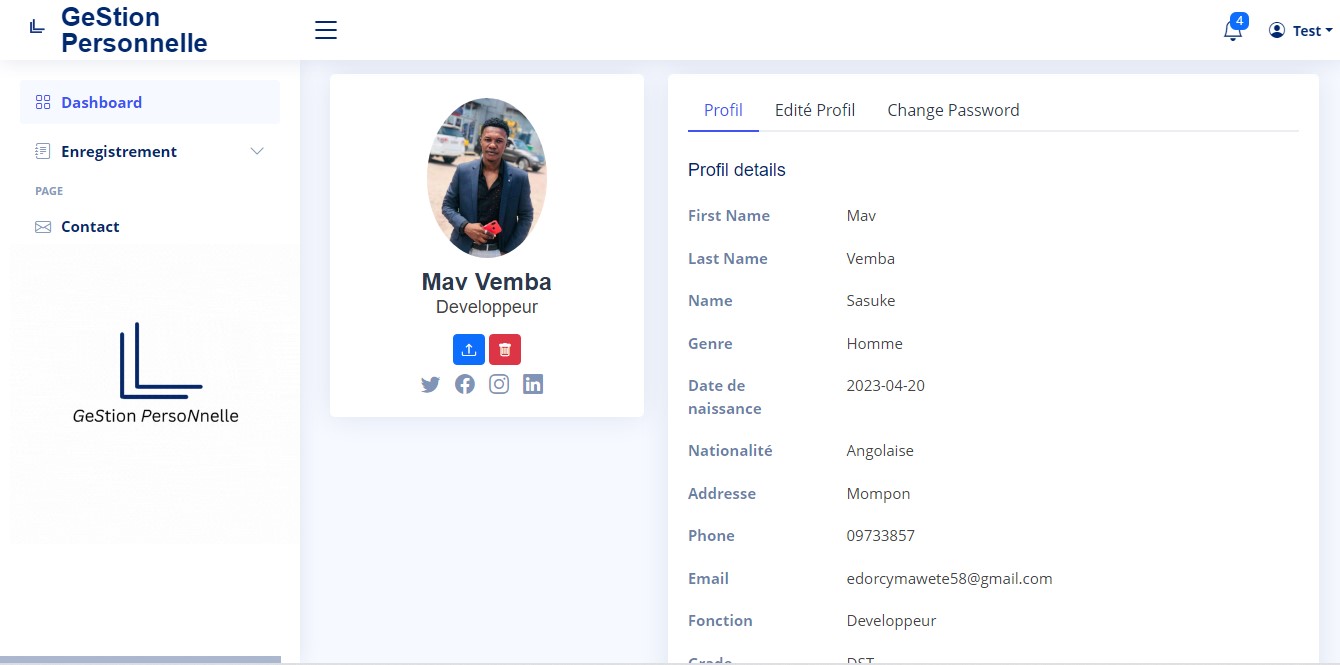 GeStion
Personnelle
4
Test
Dashboard
Enregistrement
PAGE
Contact
GeStion PersoNnelle
Mav Vemba
Developpeur
Profil Edité Profil Change Password
Profil details
First Name Mav
Last Name Vemba
Name Sasuke
Genre Homme
Date de 2023-04-20
naissance
Nationalité Angolaise
Addresse Mompon
Phone 09733857
Email edorcymawete58@gmail.com
Fonction Developpeur
Grade DST